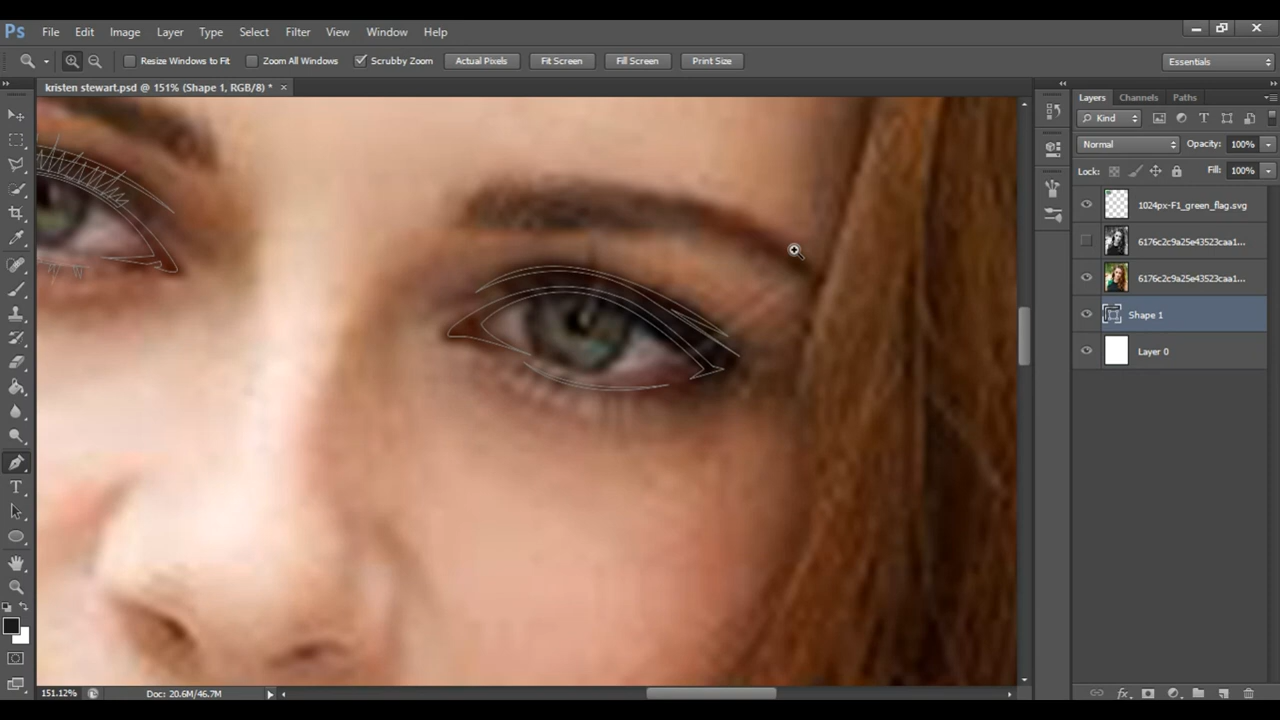 Ps File Edit Image Layer Type Select Filter View Window Help
Resize Windows to Fit Zoom All Windows Scrubby Zoom Actual Pixels Fit Screen Fill Screen Print Size Essentials
kristen stewart.psd @ 151% (Shape 1, RGB/8) * ×
Layers Channels Paths
Kind T
Normal Opacity: 100%
Lock: Fill: 100%
1024px-F1_green_flag.svg
6176c2c9a25e43523caa1...
6176c2c9a25e43523caa1...
Shape 1
Layer 0
T
151.12% Doc: 20.6M/46.7M
fx